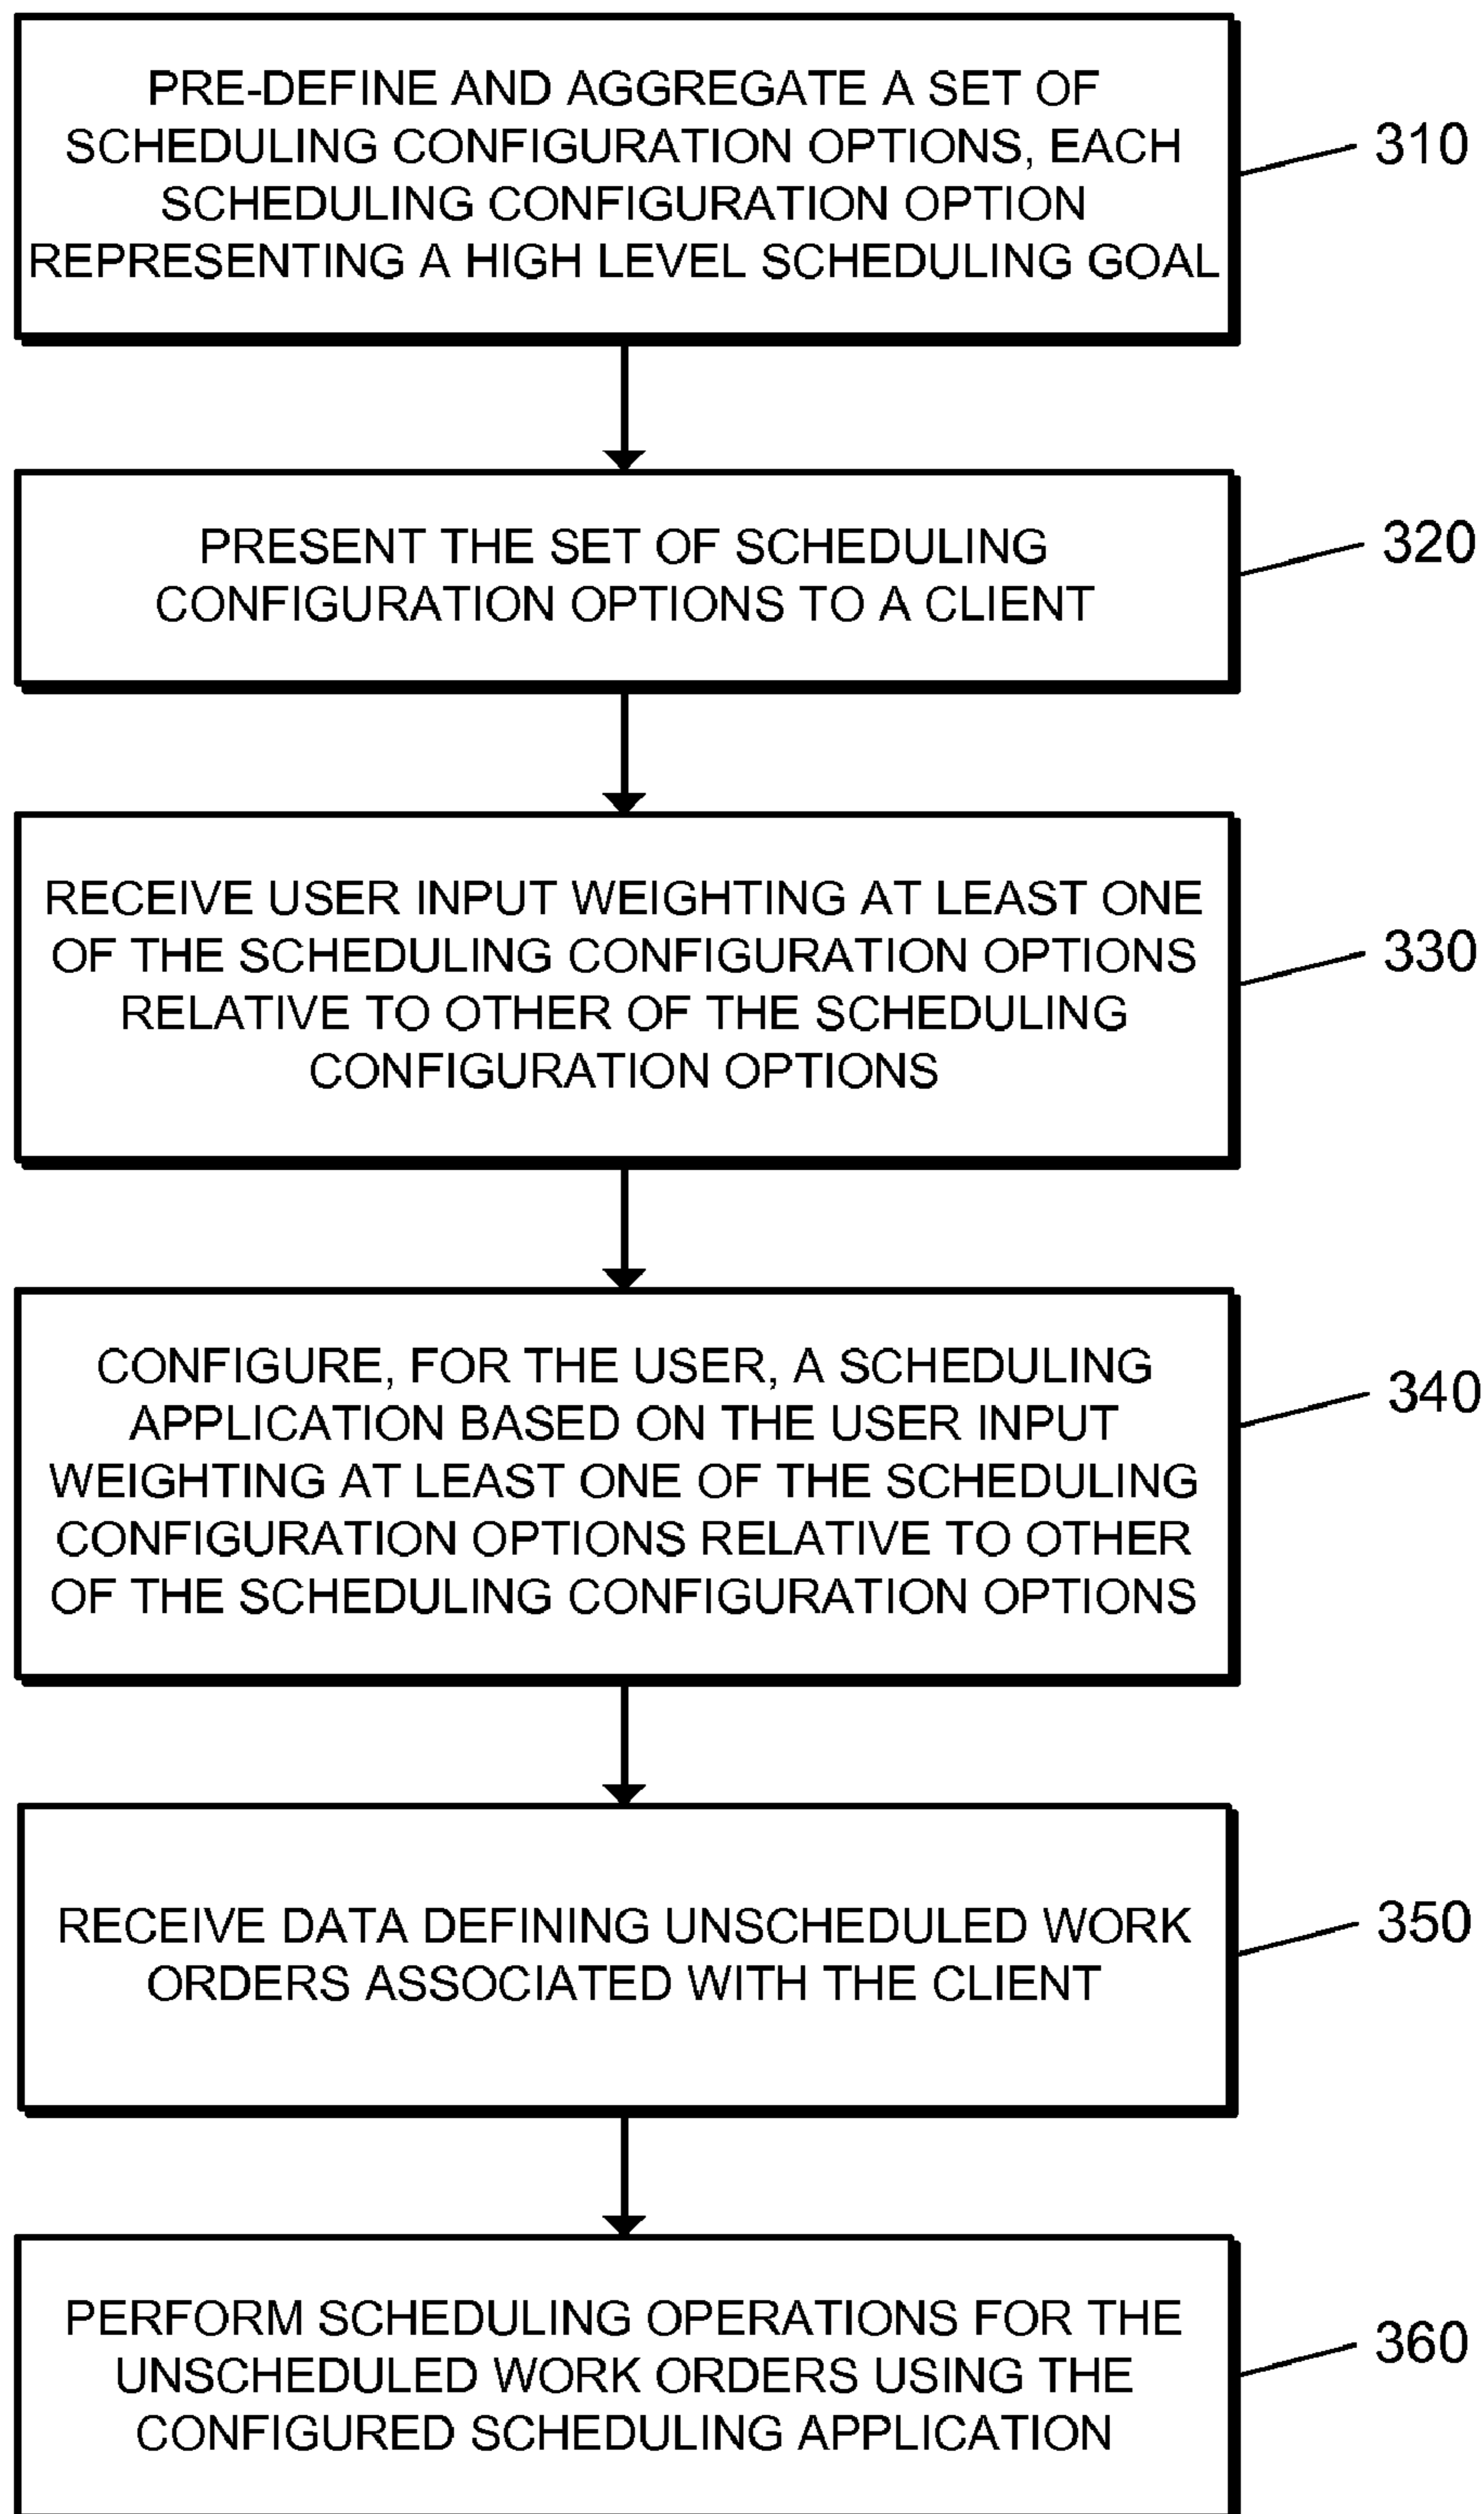 PRE-DEFINE AND AGGREGATE A SET OF
SCHEDULING CONFIGURATION OPTIONS, EACH
SCHEDULING CONFIGURATION OPTION
REPRESENTING A HIGH LEVEL SCHEDULING GOAL
310
PRESENT THE SET OF SCHEDULING
CONFIGURATION OPTIONS TO A CLIENT
320
RECEIVE USER INPUT WEIGHTING AT LEAST ONE
OF THE SCHEDULING CONFIGURATION OPTIONS
RELATIVE TO OTHER OF THE SCHEDULING
CONFIGURATION OPTIONS
330
CONFIGURE, FOR THE USER, A SCHEDULING
APPLICATION BASED ON THE USER INPUT
WEIGHTING AT LEAST ONE OF THE SCHEDULING
CONFIGURATION OPTIONS RELATIVE TO OTHER
OF THE SCHEDULING CONFIGURATION OPTIONS
340
RECEIVE DATA DEFINING UNSCHEDULED WORK
ORDERS ASSOCIATED WITH THE CLIENT
350
PERFORM SCHEDULING OPERATIONS FOR THE
UNSCHEDULED WORK ORDERS USING THE
CONFIGURED SCHEDULING APPLICATION
360